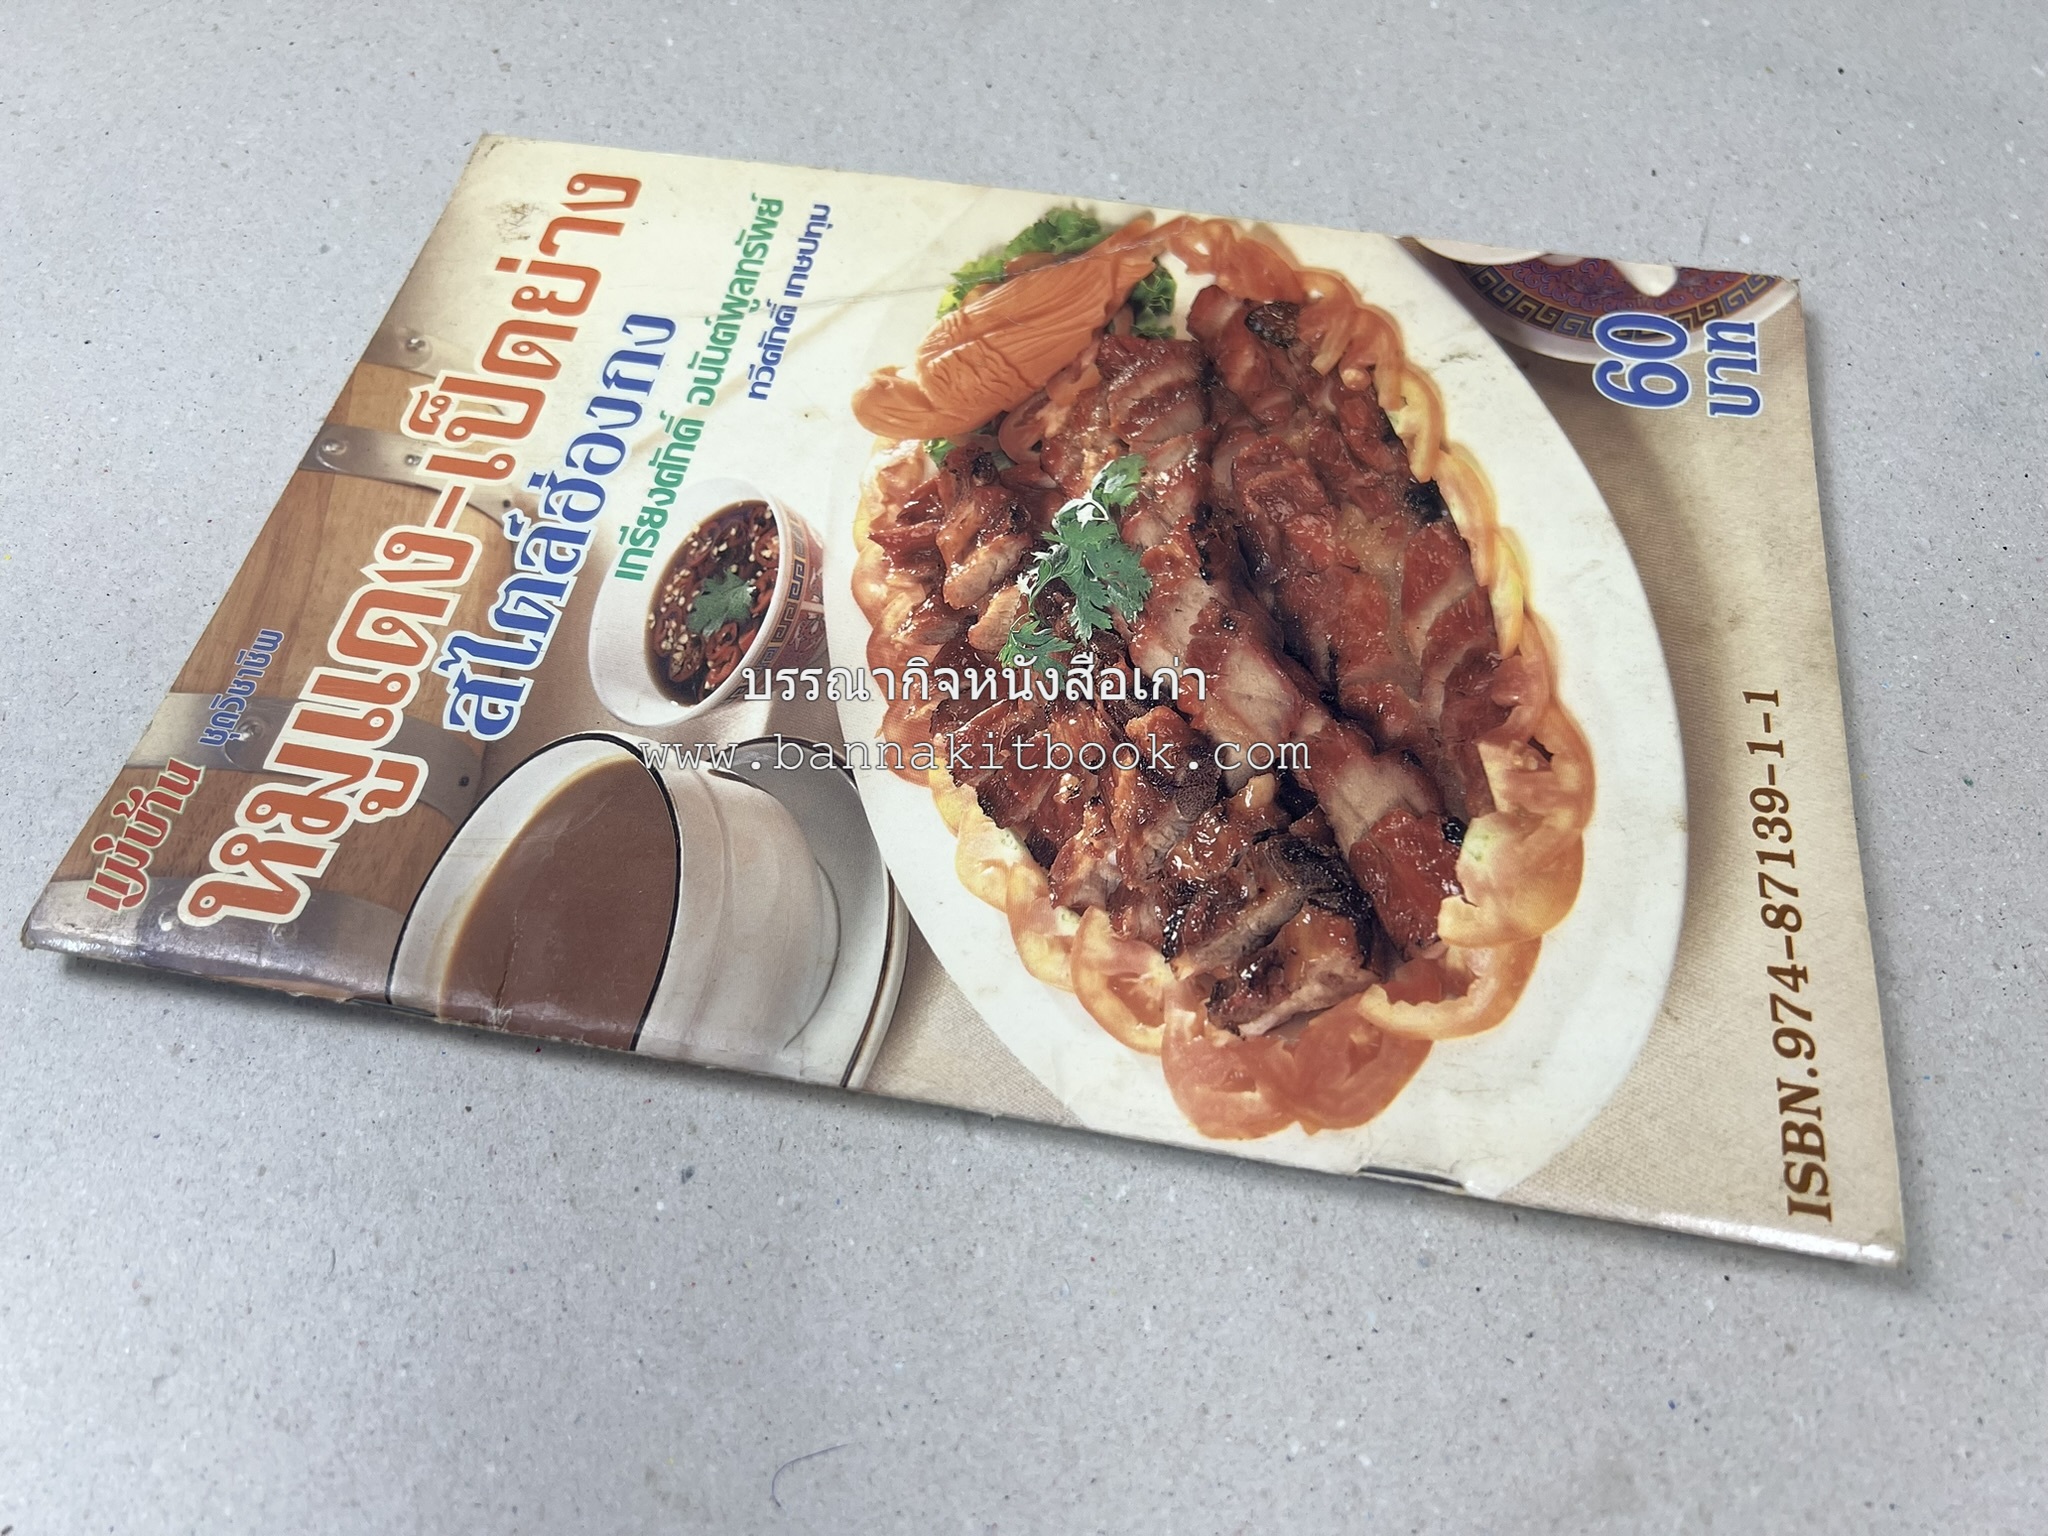 แม่บ้าน
ชุดวิชาชีพ
หมูแดง-เป็ดย่าง
สไตล์ฮ่องกง
เกรียงศักดิ์ อนันต์พูลทรัพย์
ทวีศักดิ์ เกษปทุม
60
บาท
บรรณากิจหนังสือเก่า
www.bannakitbook.com
ISBN.974-87139-1-1